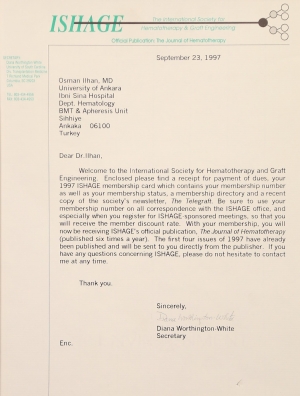 ISHAGE
The International Society for
Hematotherapy & Graft Engineering
Official Publication: The Journal of Hematotherapy
September 23, 1997
Osman Ilhan, MD
University of Ankara
Ibni Sina Hospital
Dept. Hematology
BMT & Apheresis Unit
Sihhiye
Ankaka 06100
Turkey
Dear Dr.Ilhan,
Welcome to the International Society for Hematotherapy and Graft
Engineering. Enclosed please find a receipt for payment of dues, your
1997 ISHAGE membership card which contains your membership number
as well as your membership status, a membership directory and a recent
copy of the society's newsletter, The Telegraft. Be sure to use your
membership number on all correspondence with the ISHAGE office, and
especially when you register for ISHAGE-sponsored meetings, so that you
will receive the member discount rate. With your membership, you will
now be receiving ISHAGE's official publication, The Journal of Hematotherapy
(published six times a year). The first four issues of 1997 have already
been published and will be sent to you directly from the publisher. If you
have any questions concerning ISHAGE, please do not hesitate to contact
me at any time.
Thank you.
Sincerely,
Diana Worthington-White
Diana Worthington-White
Secretary
Enc.